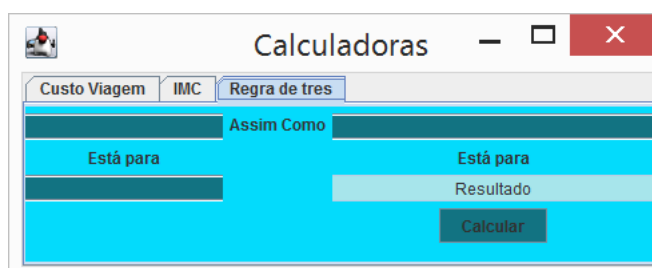 Calculadoras
Custo Viagem IMC Regra de tres
Assim Como
Está para Está para
Resultado
Calcular